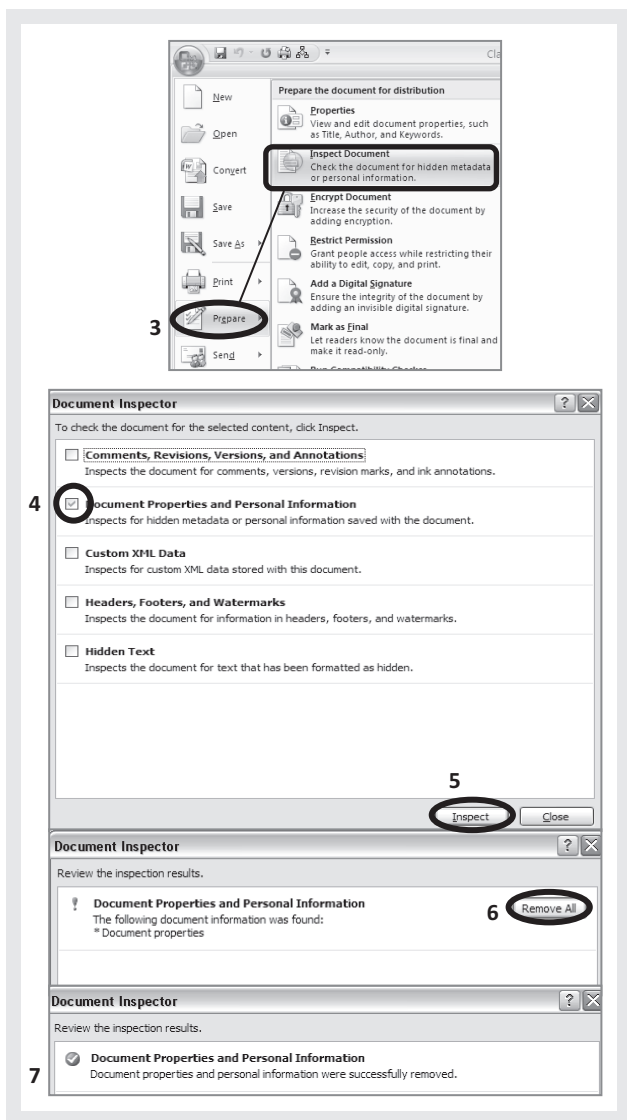 Cla
New
Open
Convert
Save
Save As
Print
3
Prepare
Send
Prepare the document for distribution
Properties
View and edit document properties, such
as Title, Author, and Keywords.
Inspect Document
Check the document for hidden metadata
or personal information.
Encrypt Document
Increase the security of the document by
adding encryption.
Restrict Permission
Grant people access while restricting their
ability to edit, copy, and print.
Add a Digital Signature
Ensure the integrity of the document by
adding an invisible digital signature.
Mark as Final
Let readers know the document is final and
make it read-only.
Run Compatibility Checker
Document Inspector
To check the document for the selected content, click Inspect.
Comments, Revisions, Versions, and Annotations
Inspects the document for comments, versions, revision marks, and ink annotations.
4
Document Properties and Personal Information
Inspects for hidden metadata or personal information saved with the document.
Custom XML Data
Inspects for custom XML data stored with this document.
Headers, Footers, and Watermarks
Inspects the document for information in headers, footers, and watermarks.
Hidden Text
Inspects the document for text that has been formatted as hidden.
5
Inspect Close
Document Inspector
Review the inspection results.
! Document Properties and Personal Information
6 Remove All
The following document information was found:
* Document properties
Document Inspector
Review the inspection results.
Document Properties and Personal Information
7
Document properties and personal information were successfully removed.